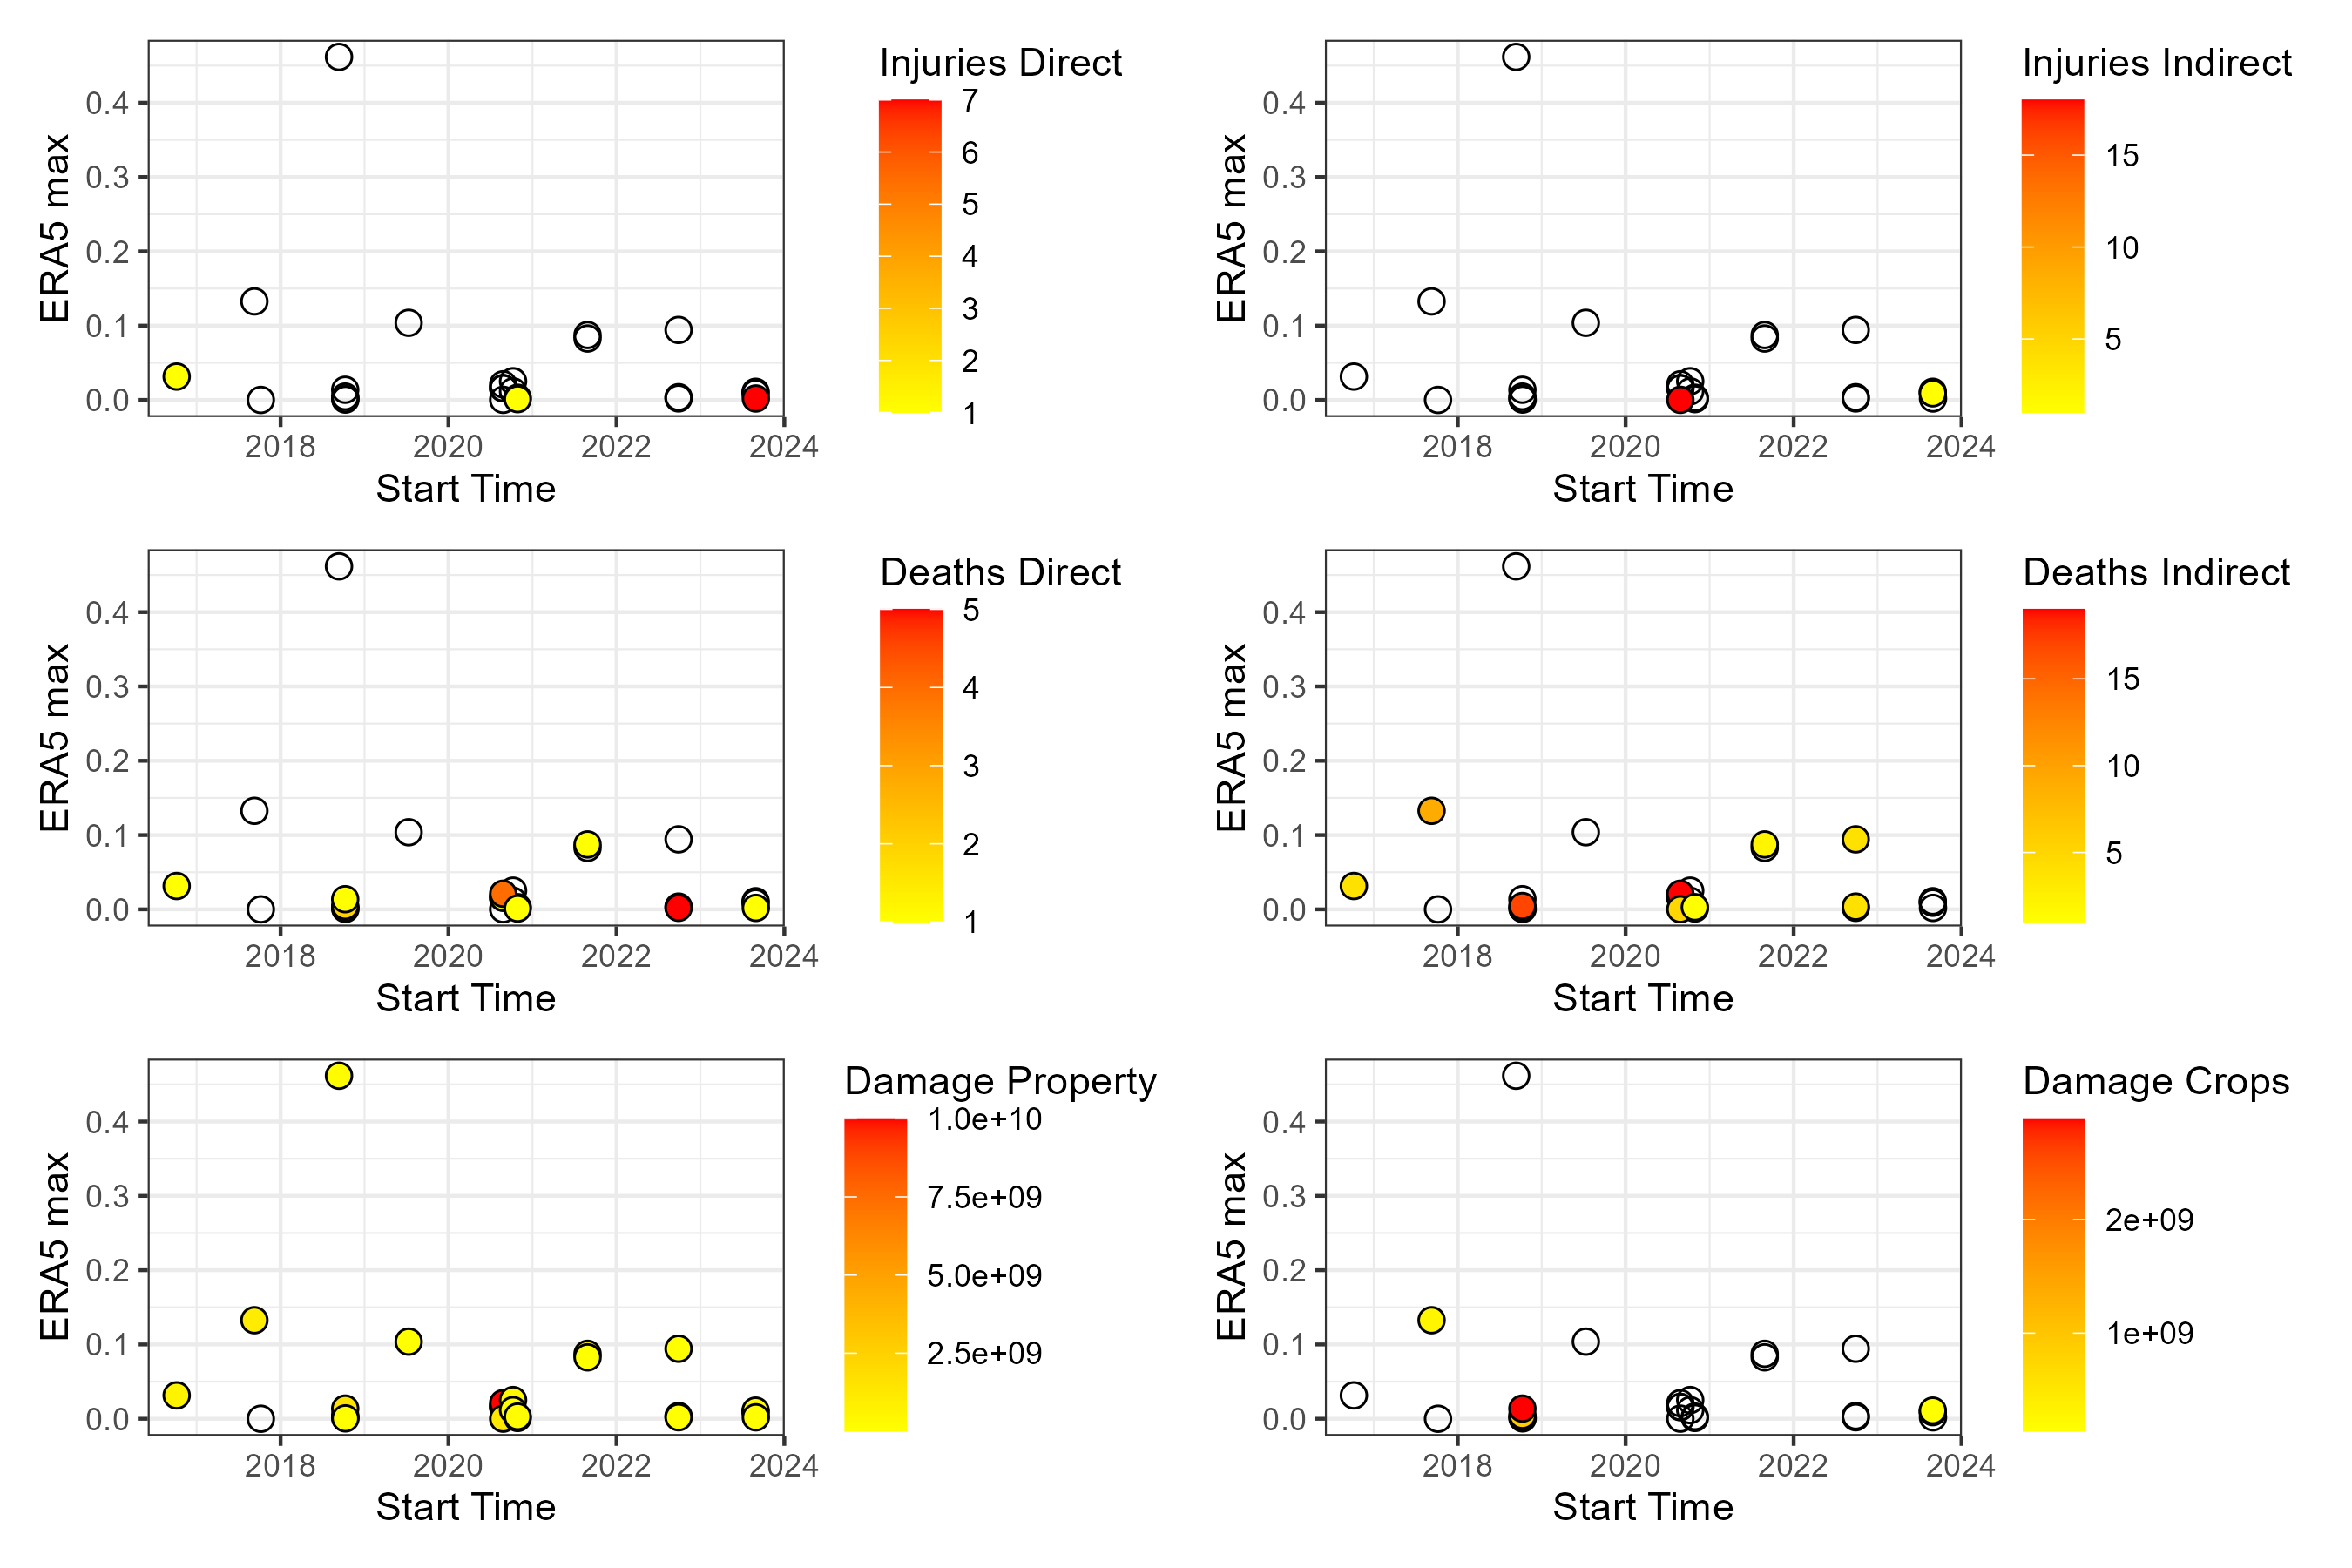 Injuries Direct
7
6
5
4
3
2
1
ERA5 max
0.4
0.3
0.2
0.1
0.0
2018 2020 2022 2024
Start Time
Injuries Indirect
15
10
5
ERA5 max
0.4
0.3
0.2
0.1
0.0
2018 2020 2022 2024
Start Time
Deaths Direct
5
4
3
2
1
ERA5 max
0.4
0.3
0.2
0.1
0.0
2018 2020 2022 2024
Start Time
Deaths Indirect
15
10
5
ERA5 max
0.4
0.3
0.2
0.1
0.0
2018 2020 2022 2024
Start Time
Damage Property
1.0e+10
7.5e+09
5.0e+09
2.5e+09
ERA5 max
0.4
0.3
0.2
0.1
0.0
2018 2020 2022 2024
Start Time
Damage Crops
2e+09
1e+09
ERA5 max
0.4
0.3
0.2
0.1
0.0
2018 2020 2022 2024
Start Time